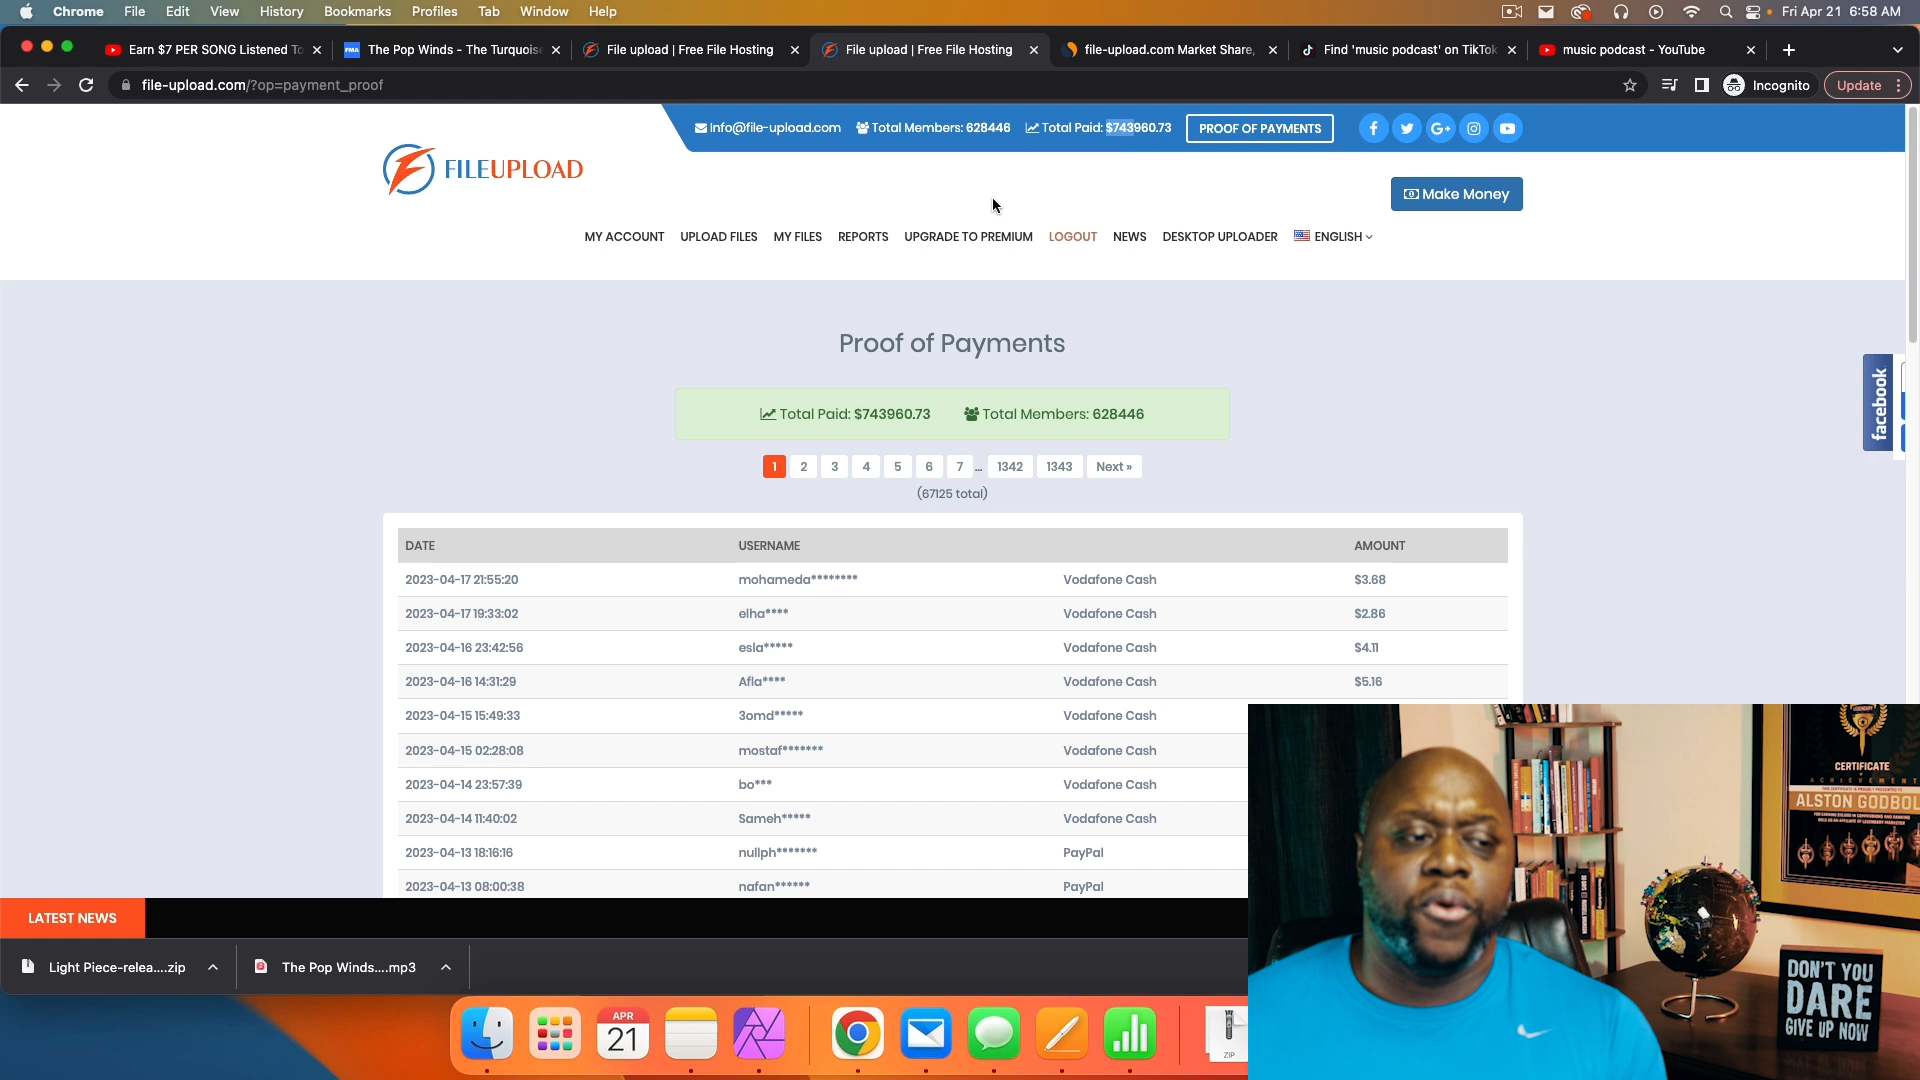 Chrome File Edit View History Bookmarks Profiles Tab Window Help Fri Apr 21 6:58 AM
Earn $7 PER SONG Listened To The Pop Winds - The Turquoise File upload | Free File Hosting File upload | Free File Hosting file-upload.com Market Share, Find 'music podcast' on TikTok music podcast - YouTube
file-upload.com/?op=payment_proof Incognito Update
Info@file-upload.com Total Members: 628446 Total Paid: $743960.73 PROOF OF PAYMENTS
FILEUPLOAD
Make Money
MY ACCOUNT UPLOAD FILES MY FILES REPORTS UPGRADE TO PREMIUM LOGOUT NEWS DESKTOP UPLOADER ENGLISH
Proof of Payments
facebook
Total Paid: $743960.73 Total Members: 628446
1 2 3 4 5 6 7 ... 1342 1343 Next »
(67125 total)
DATE USERNAME AMOUNT
2023-04-17 21:55:20 mohameda******** Vodafone Cash $3.68
2023-04-17 19:33:02 elha**** Vodafone Cash $2.86
2023-04-16 23:42:56 esla***** Vodafone Cash $4.11
2023-04-16 14:31:29 Afla**** Vodafone Cash $5.16
2023-04-15 15:49:33 3omd***** Vodafone Cash
2023-04-15 02:28:08 mostaf******* Vodafone Cash
2023-04-14 23:57:39 bo*** Vodafone Cash
2023-04-14 11:40:02 Sameh***** Vodafone Cash
2023-04-13 18:16:16 nullph******* PayPal
2023-04-13 08:00:38 nafan****** PayPal
CERTIFICATE
ACHIEVEMENT
ALSTON GODBOL
LATEST NEWS
Light Piece-relea....zip The Pop Winds....mp3
DON'T YOU
DARE
GIVE UP NOW
APR
21
ZIP